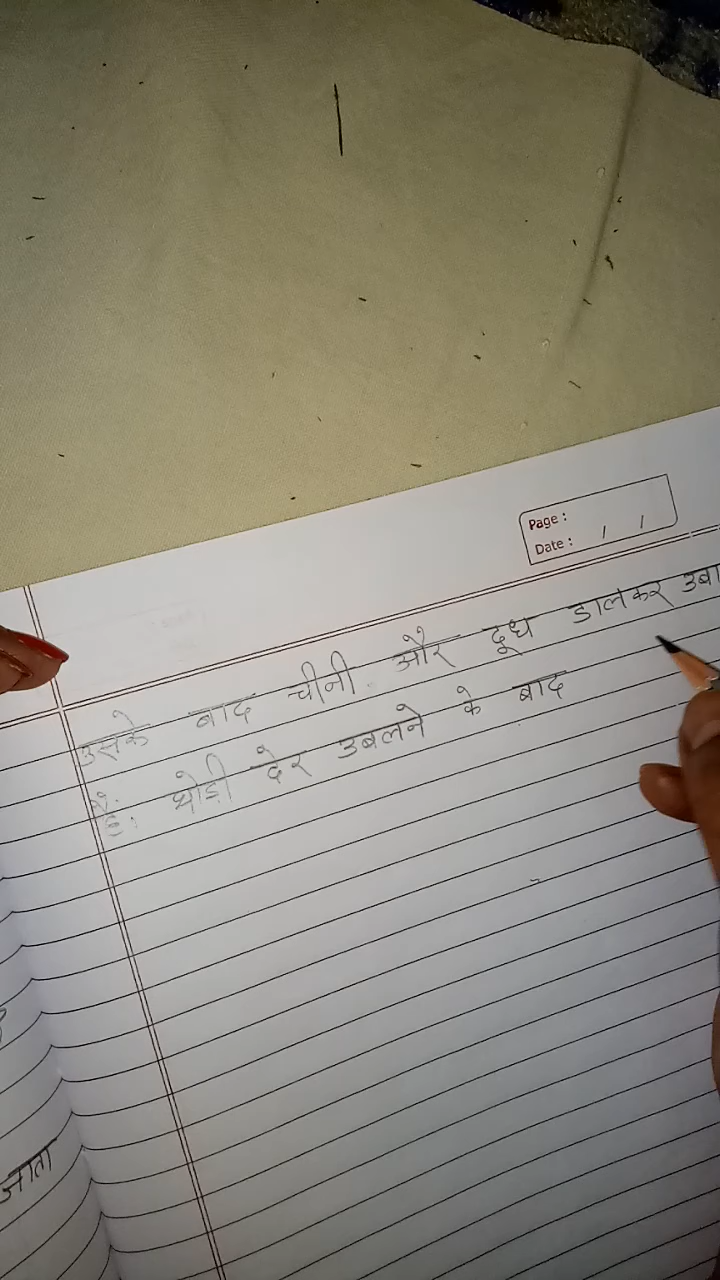 Page :
Date : / /
उसके बाद चीनी और दूध डालकर उबा
है. थोड़ी देर उबलने के बाद
जाता